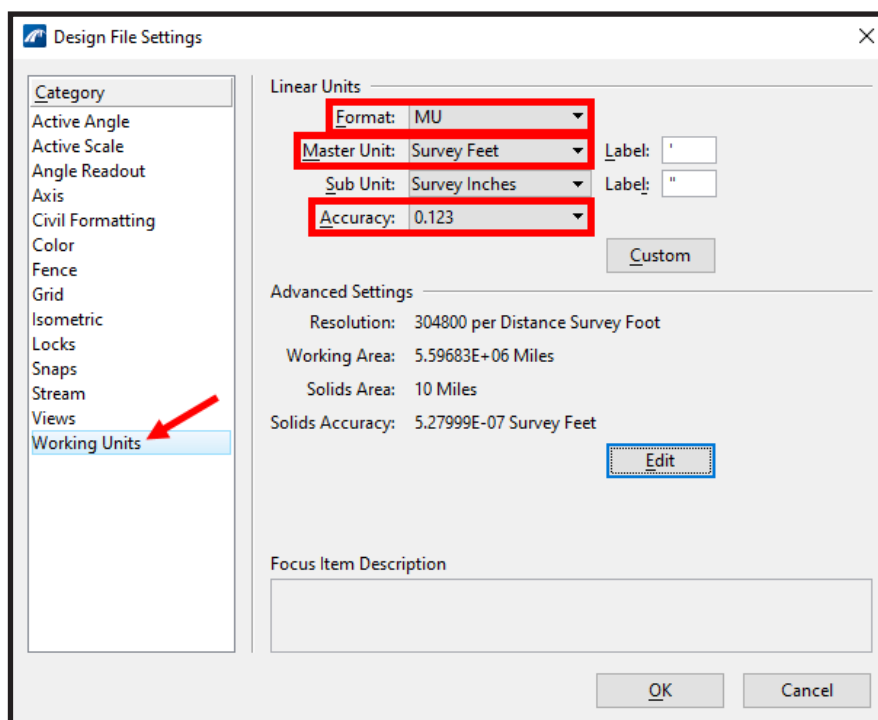 Design File Settings
Category
Active Angle
Active Scale
Angle Readout
Axis
Civil Formatting
Color
Fence
Grid
Isometric
Locks
Snaps
Stream
Views
Working Units
Linear Units
Format: MU
Master Unit: Survey Feet Label: '
Sub Unit: Survey Inches Label: "
Accuracy: 0.123
Custom
Advanced Settings
Resolution: 304800 per Distance Survey Foot
Working Area: 5.59683E+06 Miles
Solids Area: 10 Miles
Solids Accuracy: 5.27999E-07 Survey Feet
Edit
Focus Item Description
OK Cancel